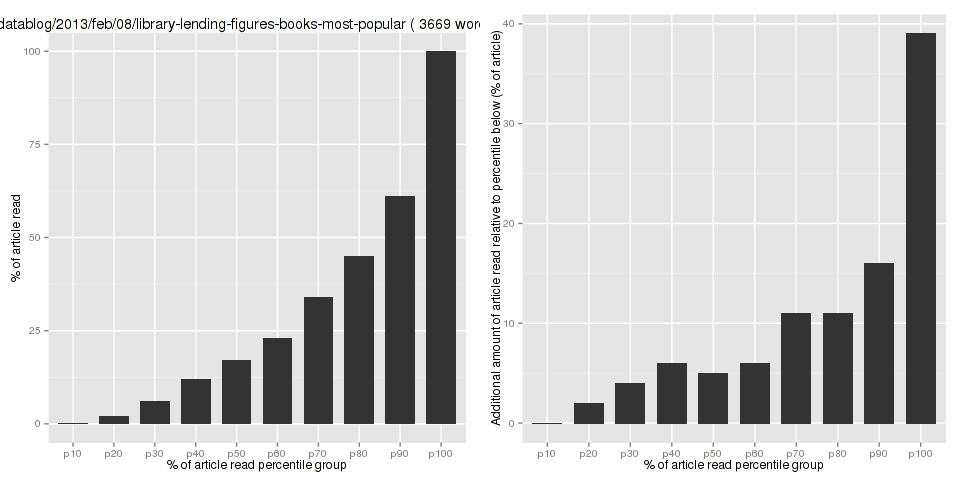 datablog/2013/feb/08/library-lending-figures-books-most-popular ( 3669
% of article read
100
75
50
25
0
p10 p20 p30 p40 p50 p60 p70 p80 p90 p100
% of article read percentile group
Additional amount of article read relative to percentile below (% of article)
40
30
20
10
0
p10 p20 p30 p40 p50 p60 p70 p80 p90 p100
% of article read percentile group